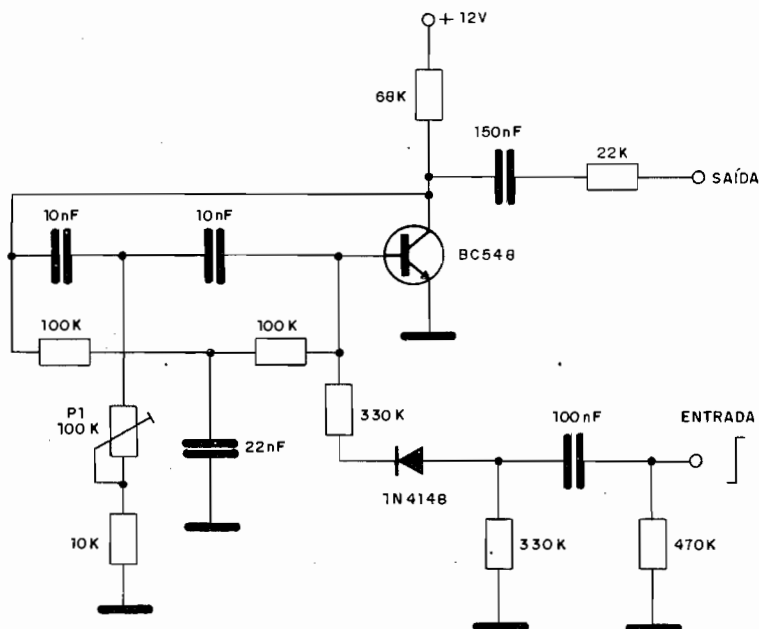 + 12V
68K
150nF
22K
SAÍDA
10nF
10nF
BC548
100K
100K
P1
100K
330K
100nF
ENTRADA
22nF
1N4148
10K
330K
470K